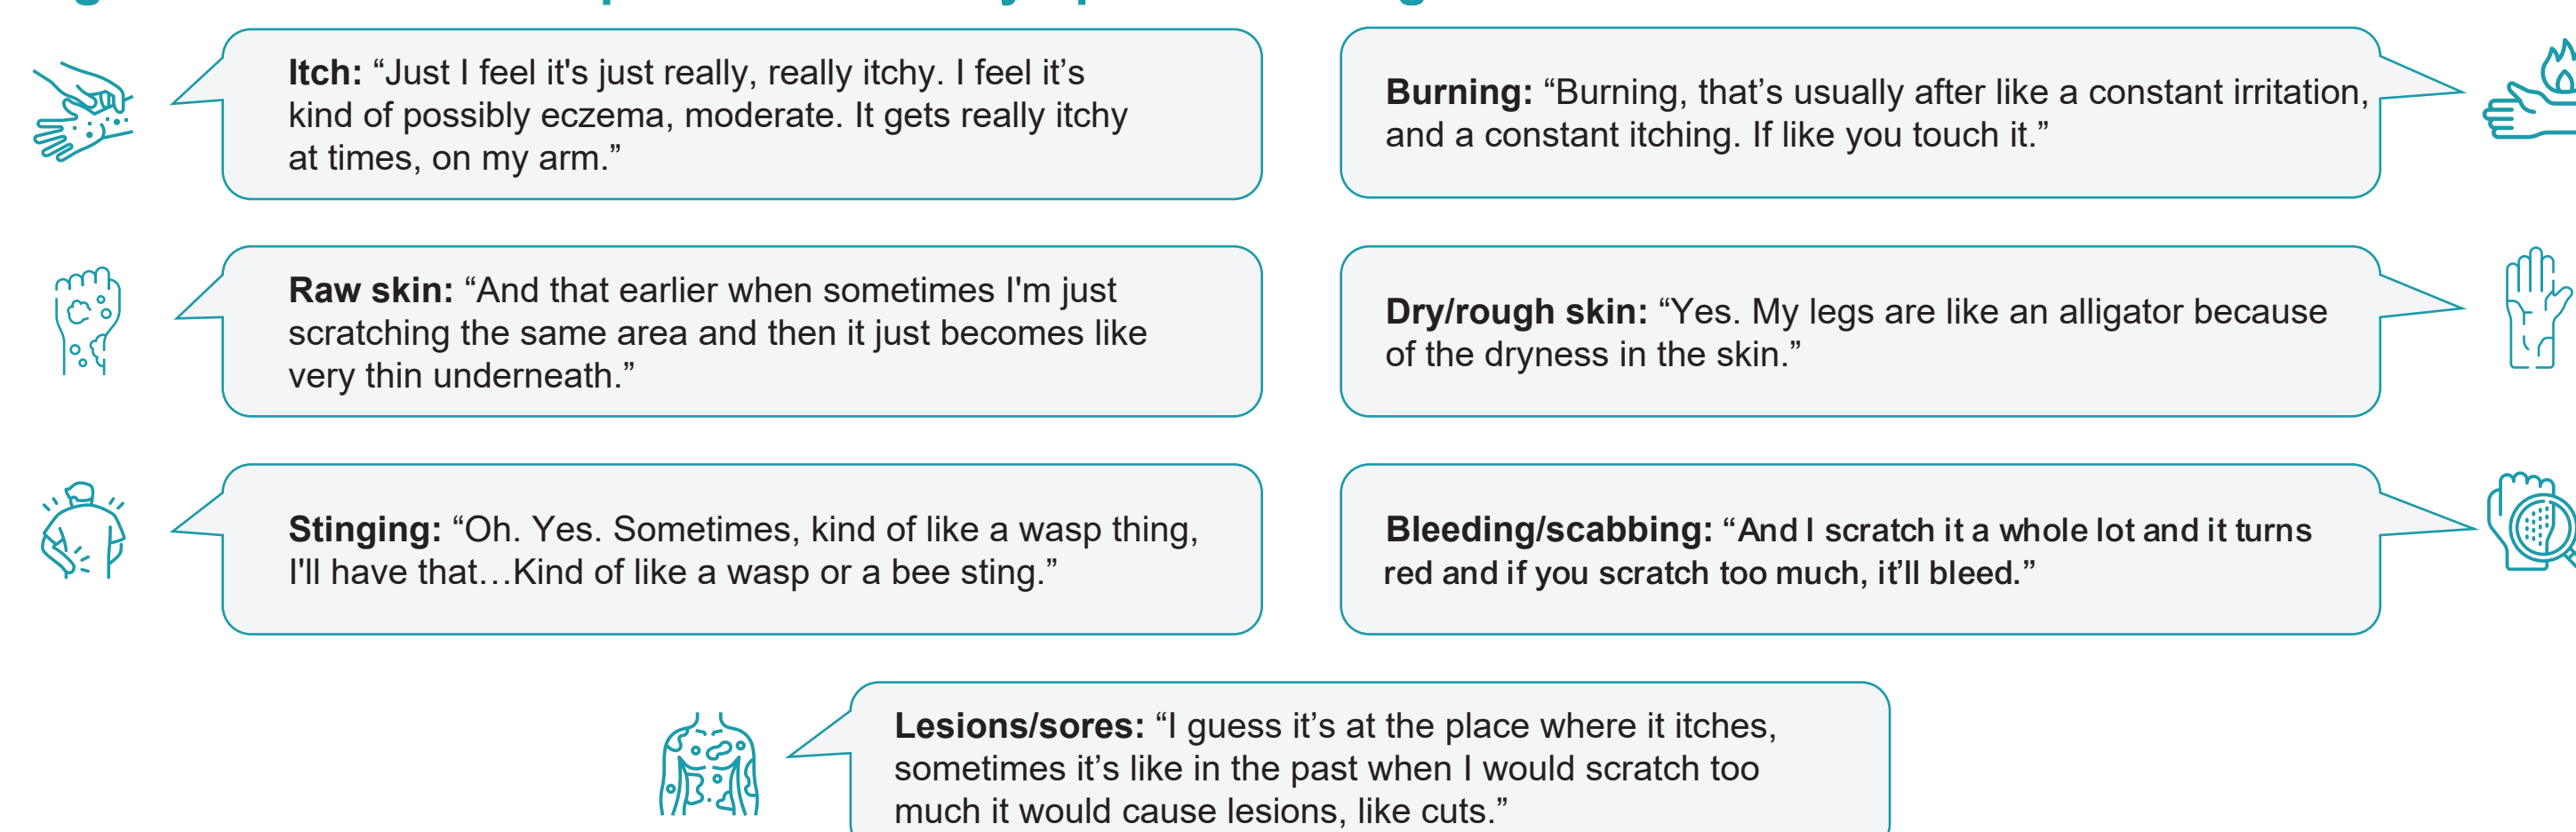 Itch: “Just I feel it's just really, really itchy. I feel it’s
kind of possibly eczema, moderate. It gets really itchy
at times, on my arm.”
Burning: “Burning, that’s usually after like a constant irritation,
and a constant itching. If like you touch it.”
Raw skin: “And that earlier when sometimes I'm just
scratching the same area and then it just becomes like
very thin underneath.”
Dry/rough skin: “Yes. My legs are like an alligator because
of the dryness in the skin.”
Stinging: “Oh. Yes. Sometimes, kind of like a wasp thing,
I'll have that…Kind of like a wasp or a bee sting.”
Bleeding/scabbing: “And I scratch it a whole lot and it turns
red and if you scratch too much, it’ll bleed.”
Lesions/sores: “I guess it’s at the place where it itches,
sometimes it’s like in the past when I would scratch too
much it would cause lesions, like cuts.”